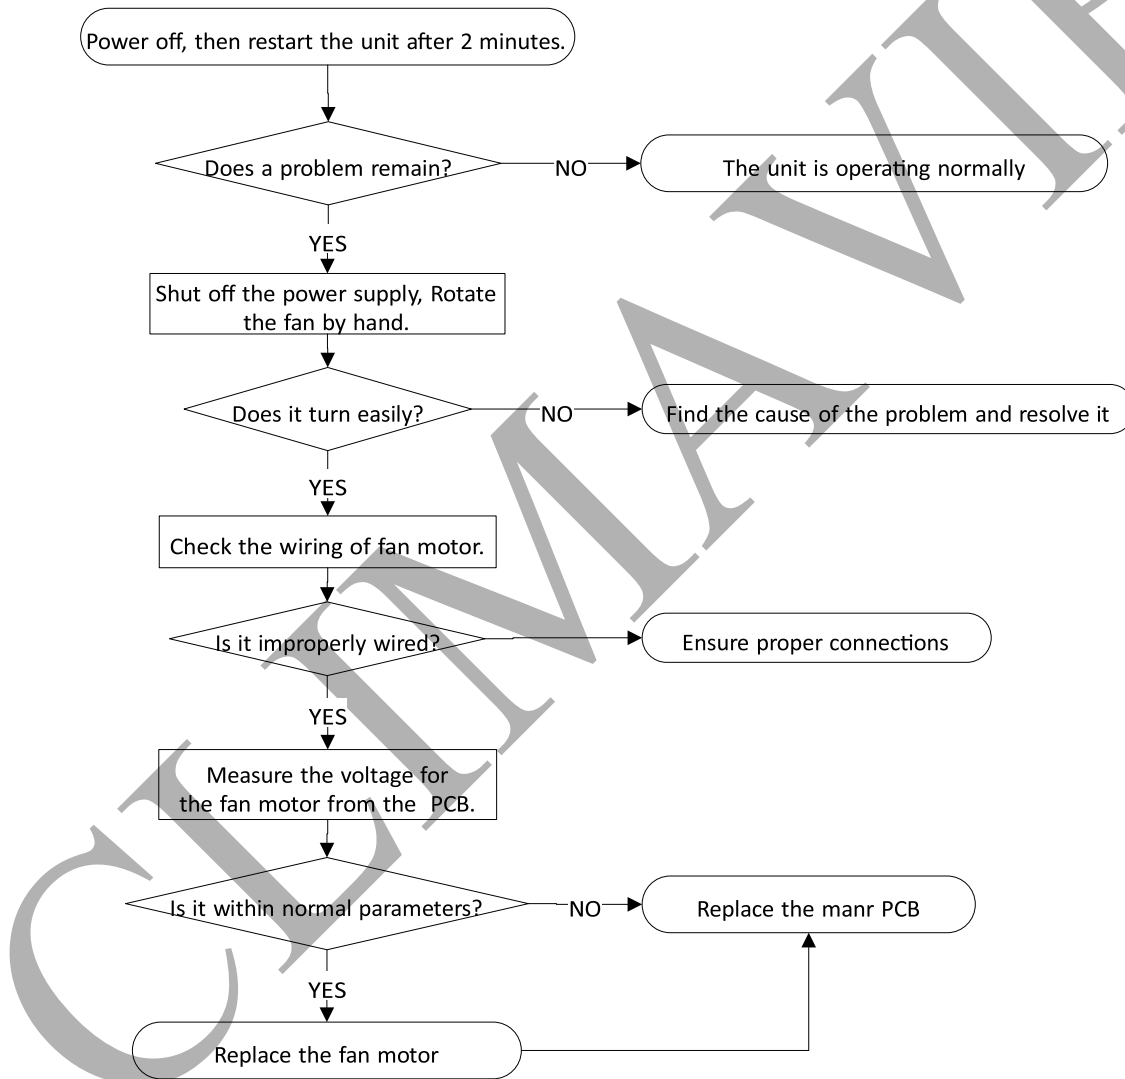 Power off, then restart the unit after 2 minutes.
Does a problem remain?
NO
The unit is operating normally
YES
Shut off the power supply, Rotate
the fan by hand.
Does it turn easily?
NO
Find the cause of the problem and resolve it
YES
Check the wiring of fan motor.
Is it improperly wired?
Ensure proper connections
YES
Measure the voltage for
the fan motor from the PCB.
Is it within normal parameters?
NO
Replace the manr PCB
YES
Replace the fan motor
CLIMA VI